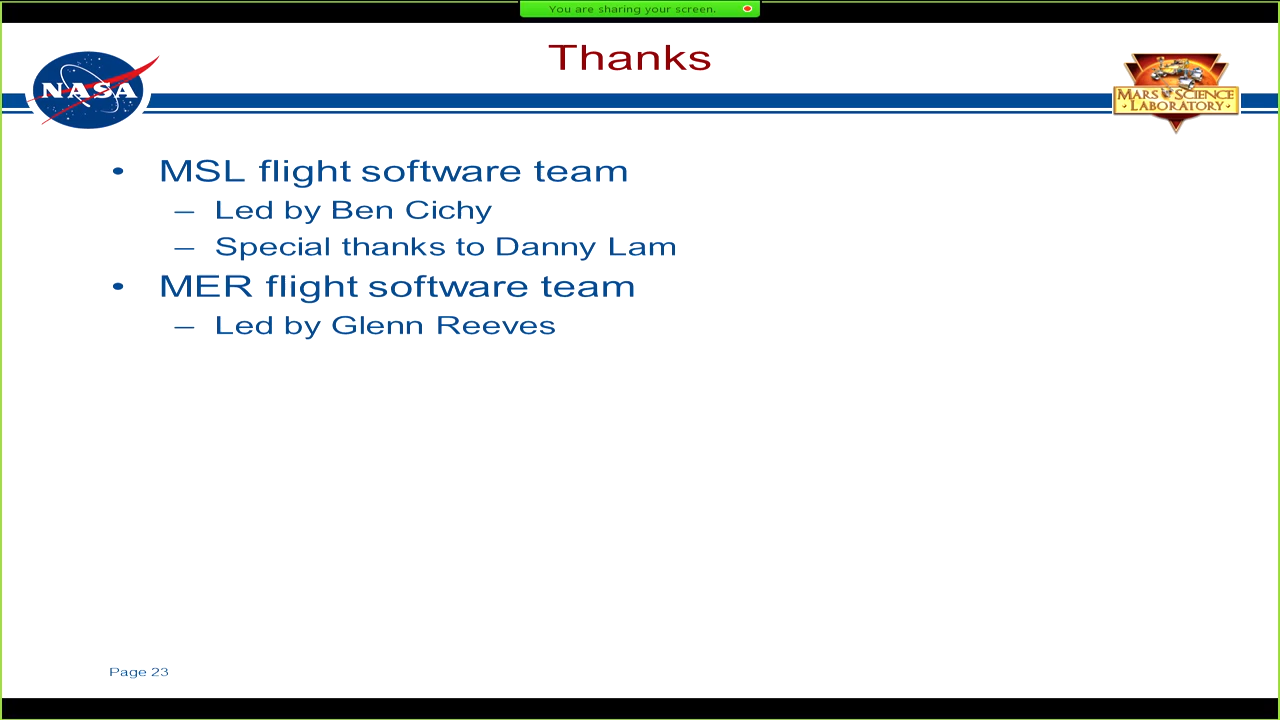 You are sharing your screen.
Thanks
NASA
MARS SCIENCE
LABORATORY
• MSL flight software team
– Led by Ben Cichy
– Special thanks to Danny Lam
• MER flight software team
– Led by Glenn Reeves
Page 23